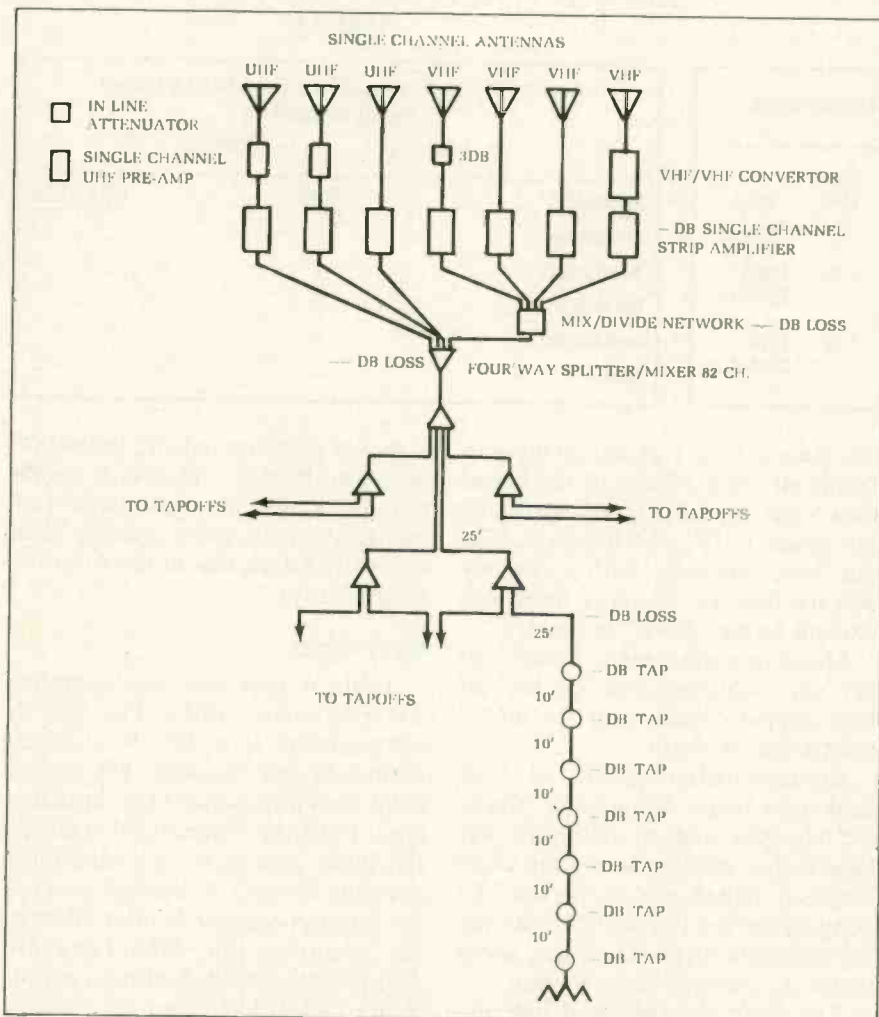 SINGLE CHANNEL ANTENNAS
UHF UHF UHF VHF VHF VHF VHF
IN LINE
ATTENUATOR
SINGLE CHANNEL
UHF PRE-AMP
3DB
VHF/VHF CONVERTOR
— DB SINGLE CHANNEL
STRIP AMPLIFIER
MIX/DIVIDE NETWORK — DB LOSS
— DB LOSS
FOUR WAY SPLITTER/MIXER 82 CH.
TO TAPOFFS
TO TAPOFFS
25'
— DB LOSS
25'
TO TAPOFFS
— DB TAP
10'
— DB TAP
10'
— DB TAP
10'
— DB TAP
10'
— DB TAP
10'
— DB TAP
10'
— DB TAP